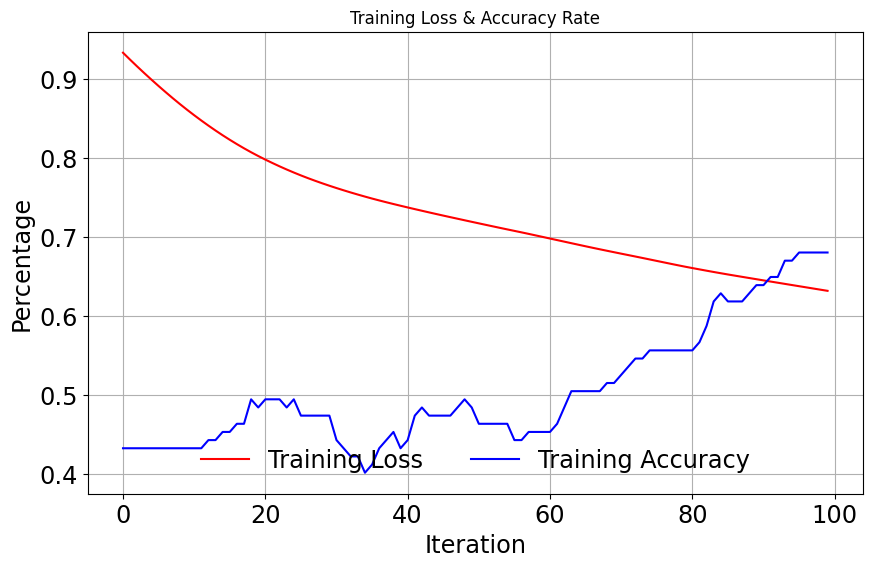 Training Loss & Accuracy Rate
0.9
0.8
0.7
0.6
0.5
0.4
Percentage
Training Loss Training Accuracy
0 20 40 60 80 100
Iteration